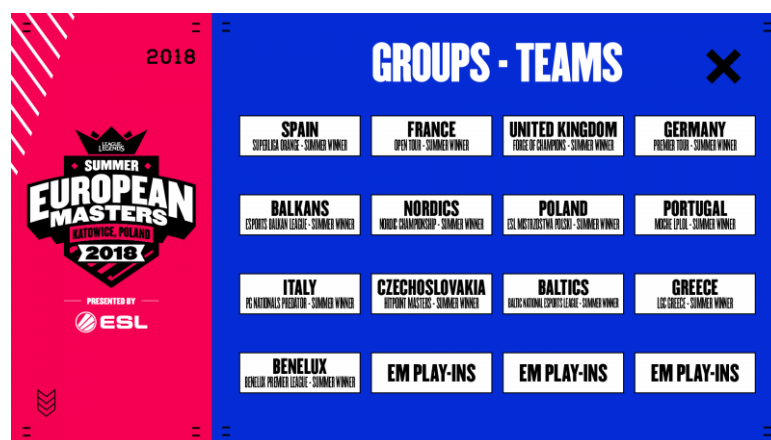 2018
LEAGUE OF LEGENDS
SUMMER
EUROPEAN
MASTERS
KATOWICE, POLAND
2018
PRESENTED BY
ESL
GROUPS - TEAMS
SPAIN
SUPERLIGA ORANGE - SUMMER WINNER
FRANCE
OPEN TOUR - SUMMER WINNER
UNITED KINGDOM
FORGE OF CHAMPIONS - SUMMER WINNER
GERMANY
PREMIER TOUR - SUMMER WINNER
BALKANS
ESPORTS BALKAN LEAGUE - SUMMER WINNER
NORDICS
NORDIC CHAMPIONSHIP - SUMMER WINNER
POLAND
ESL MISTRZOSTWA POLSKI - SUMMER WINNER
PORTUGAL
MOCHE LPLOL - SUMMER WINNER
ITALY
PG NATIONALS PREDATOR - SUMMER WINNER
CZECHOSLOVAKIA
HITPOINT MASTERS - SUMMER WINNER
BALTICS
BALTIC NATIONAL ESPORTS LEAGUE - SUMMER WINNER
GREECE
LGC GREECE - SUMMER WINNER
BENELUX
BENELUX PREMIER LEAGUE - SUMMER WINNER
EM PLAY-INS
EM PLAY-INS
EM PLAY-INS